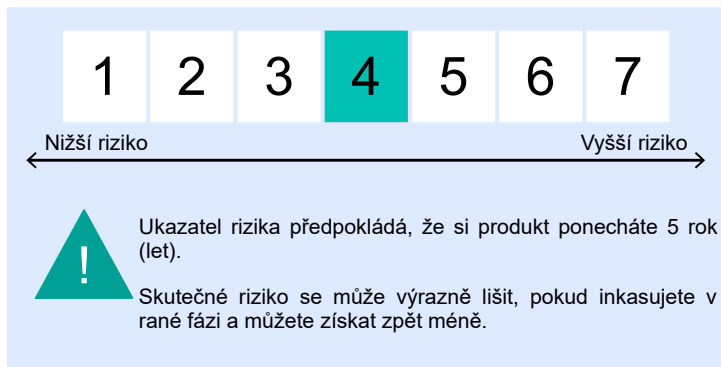 1 2 3 4 5 6 7
Nižší riziko Vyšší riziko
Ukazatel rizika předpokládá, že si produkt ponecháte 5 rok
(let).
!
Skutečné riziko se může výrazně lišit, pokud inkasujete v
rané fázi a můžete získat zpět méně.